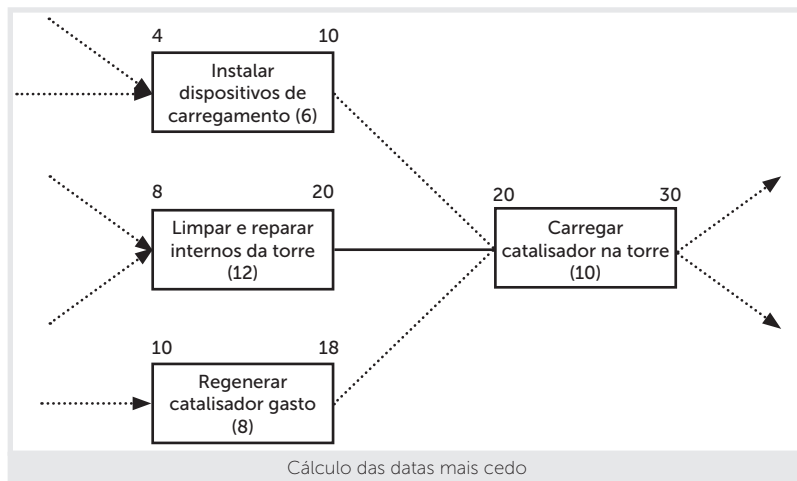 4 10
Instalar
dispositivos de
carregamento (6)
8 20
Limpar e reparar
internos da torre
(12)
20 30
Carregar
catalisador na torre
(10)
10 18
Regenerar
catalisador gasto
(8)
Cálculo das datas mais cedo